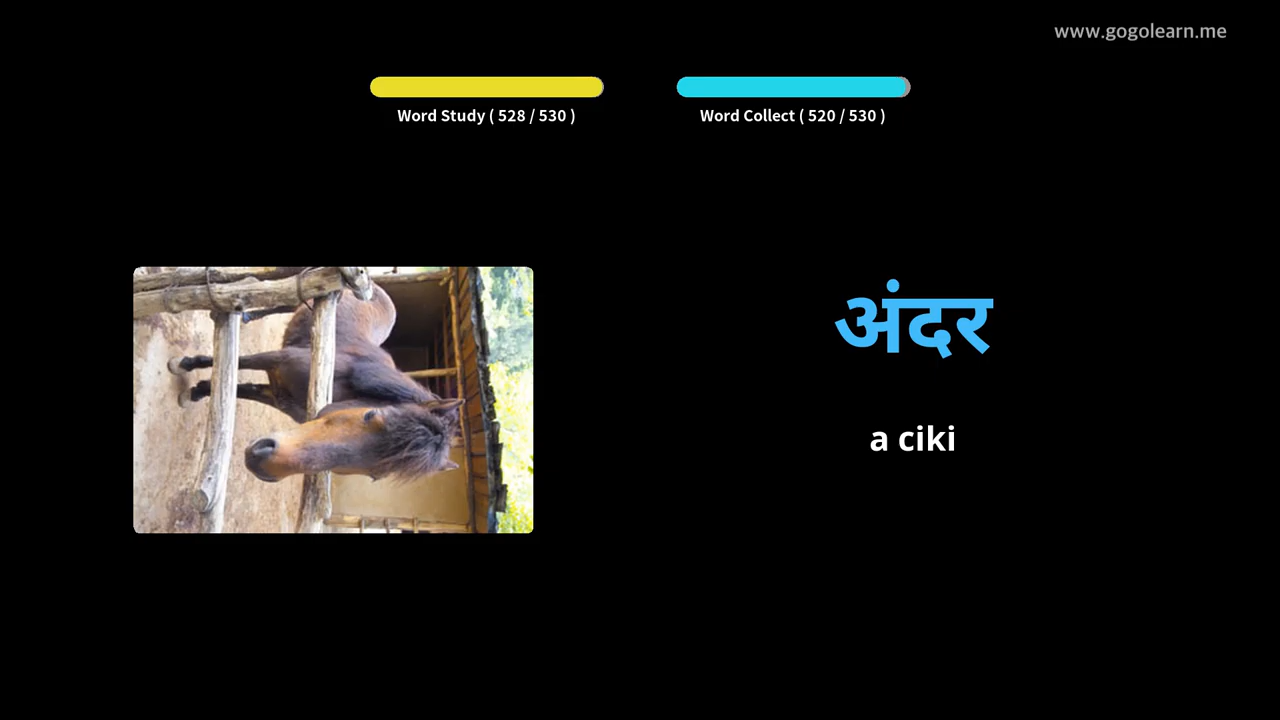 www.gogolearn.me
Word Study ( 528 / 530 )
Word Collect ( 520 / 530 )
अंदर
a ciki